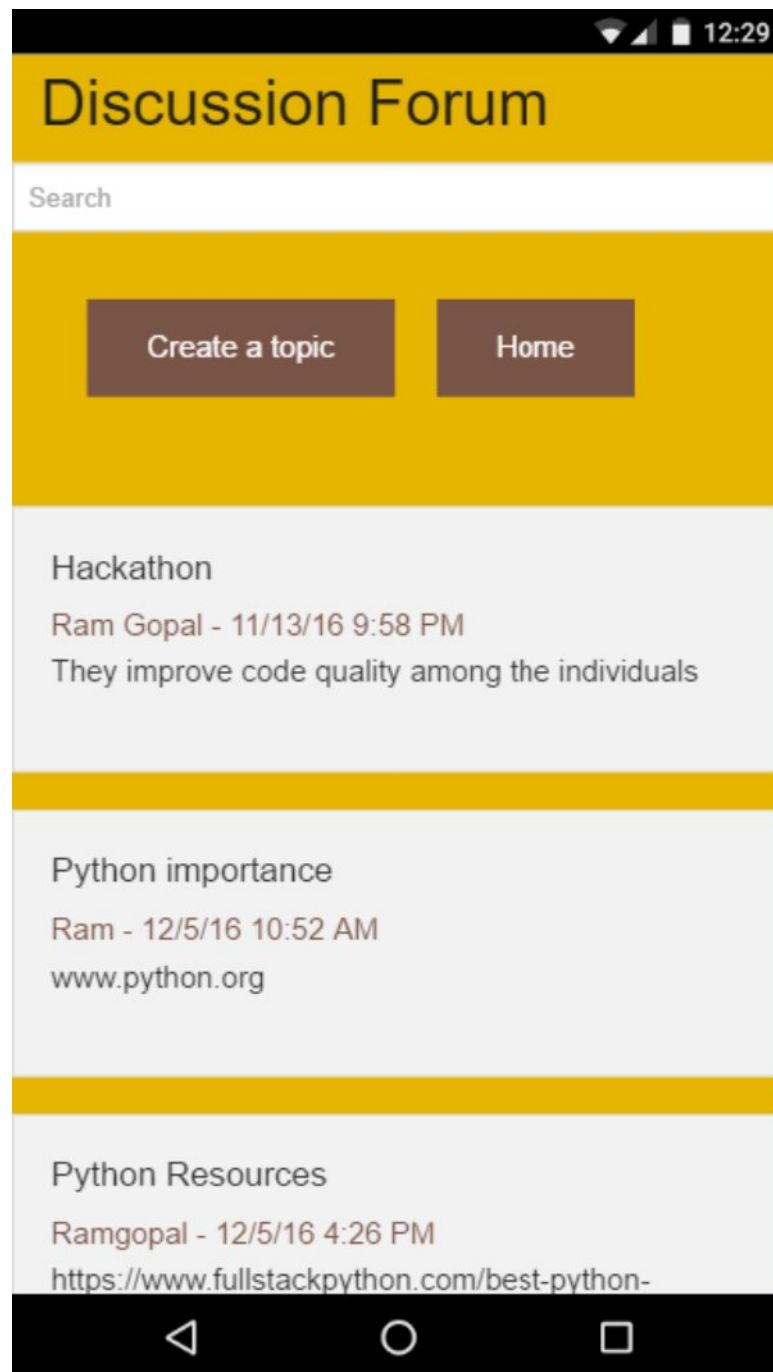 12:29
Discussion Forum
Search
Create a topic
Home
Hackathon
Ram Gopal - 11/13/16 9:58 PM
They improve code quality among the individuals
Python importance
Ram - 12/5/16 10:52 AM
www.python.org
Python Resources
Ramgopal - 12/5/16 4:26 PM
https://www.fullstackpython.com/best-python-